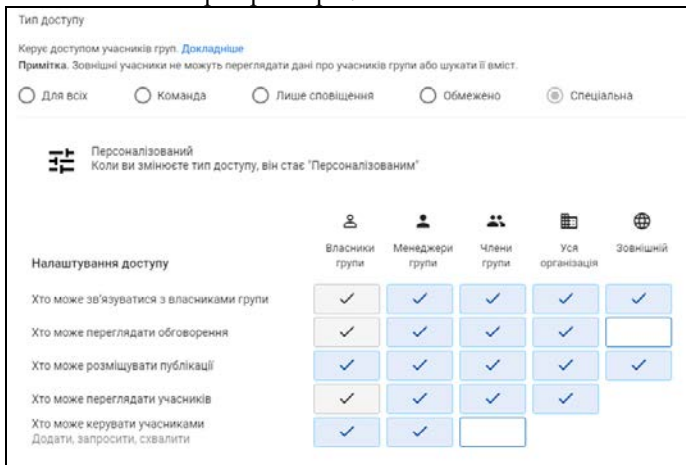 Тип доступу
Керує доступом учасників груп. Докладніше
Примітка. Зовнішні учасники не можуть переглядати дані про учасників групи або шукати її вміст.
Для всіх Команда Лише сповіщення Обмежено Спеціальна
Персоналізований
Коли ви змінюєте тип доступу, він стає "Персоналізованим"
Налаштування доступу
Власники групи
Менеджери групи
Члени групи
Уся організація
Зовнішній
Хто може зв'язуватися з власниками групи
Хто може переглядати обговорення
Хто може розміщувати публікації
Хто може переглядати учасників
Хто може керувати учасниками
Додати, запросити, схвалити